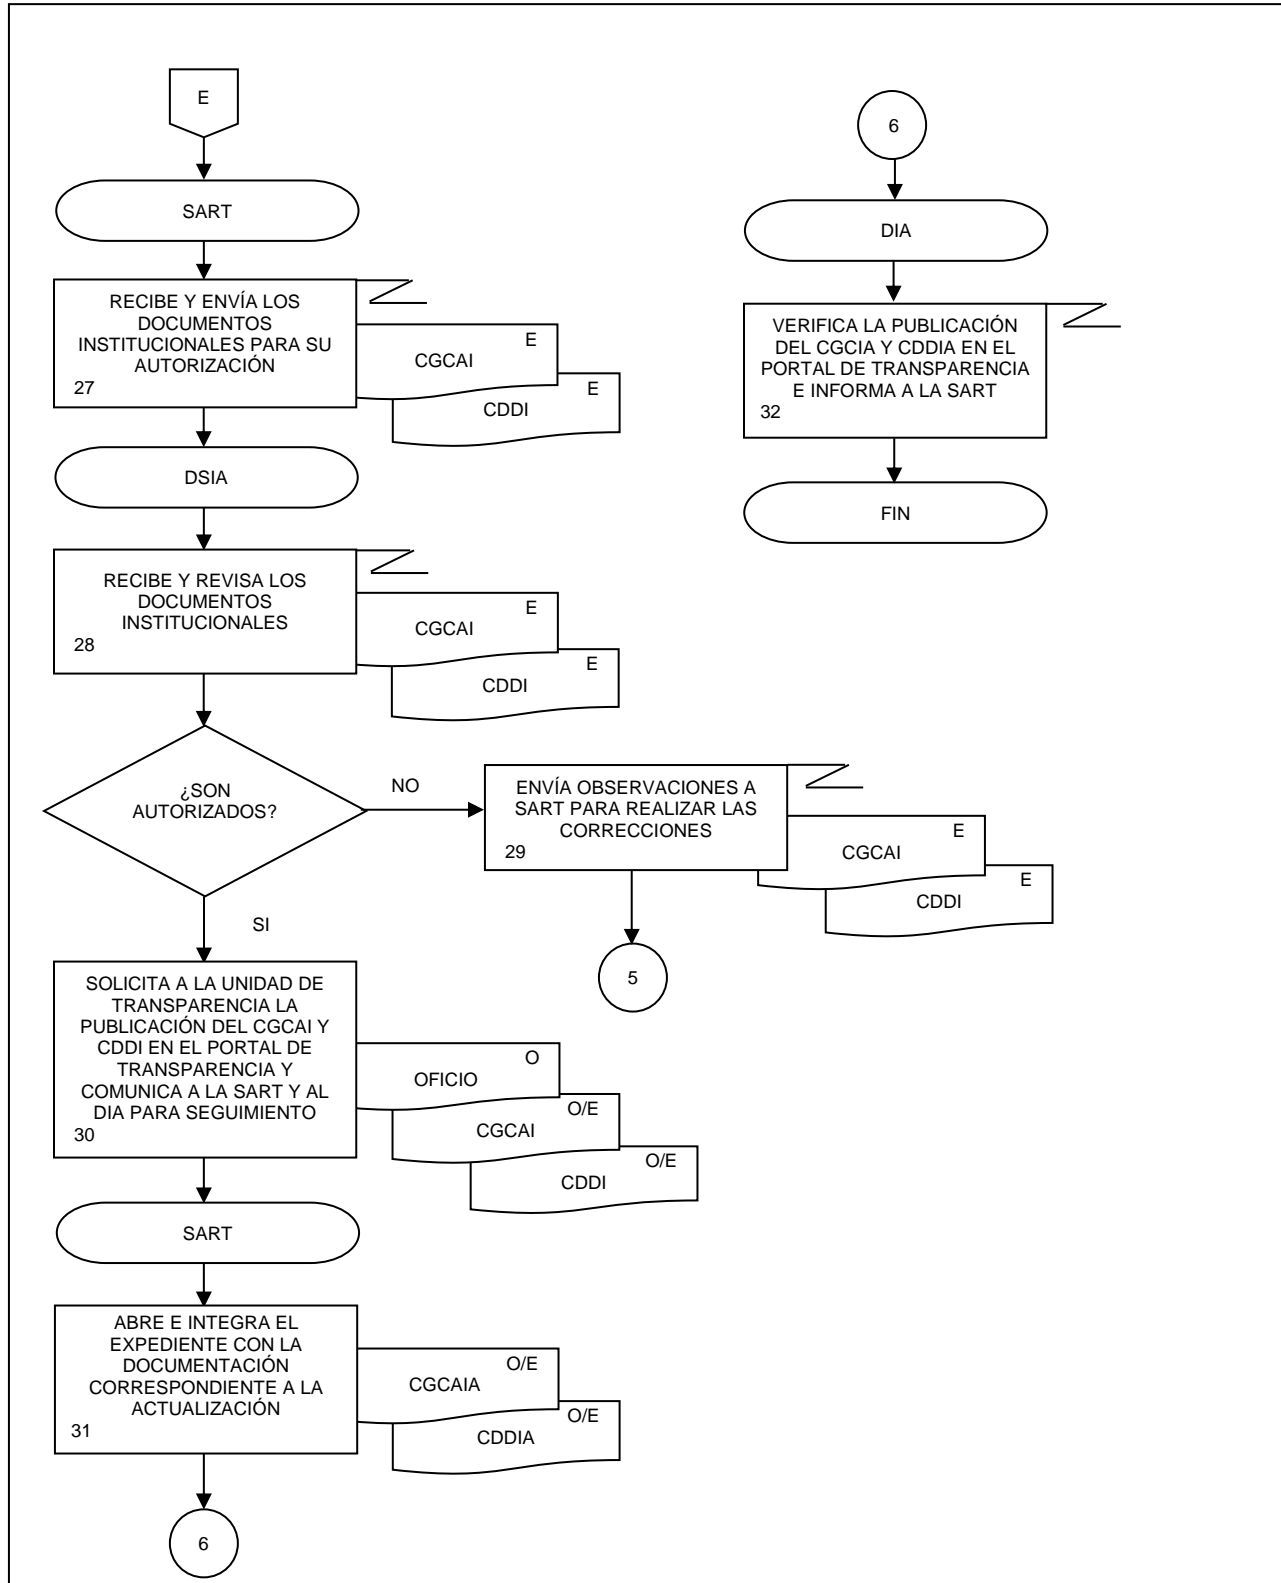 E
SART
RECIBE Y ENVÍA LOS
DOCUMENTOS
INSTITUCIONALES PARA SU
AUTORIZACIÓN
27
E
CGCAI
E
CDDI
DSIA
RECIBE Y REVISA LOS
DOCUMENTOS
INSTITUCIONALES
28
E
CGCAI
E
CDDI
¿SON
AUTORIZADOS?
NO
ENVÍA OBSERVACIONES A
SART PARA REALIZAR LAS
CORRECCIONES
29
E
CGCAI
E
CDDI
5
SI
SOLICITA A LA UNIDAD DE
TRANSPARENCIA LA
PUBLICACIÓN DEL CGCAI Y
CDDI EN EL PORTAL DE
TRANSPARENCIA Y
COMUNICA A LA SART Y AL
DIA PARA SEGUIMIENTO
30
O
OFICIO
O/E
CGCAI
O/E
CDDI
SART
ABRE E INTEGRA EL
EXPEDIENTE CON LA
DOCUMENTACIÓN
CORRESPONDIENTE A LA
ACTUALIZACIÓN
31
O/E
CGCAIA
O/E
CDDIA
6
6
DIA
VERIFICA LA PUBLICACIÓN
DEL CGCIA Y CDDIA EN EL
PORTAL DE TRANSPARENCIA
E INFORMA A LA SART
32
FIN